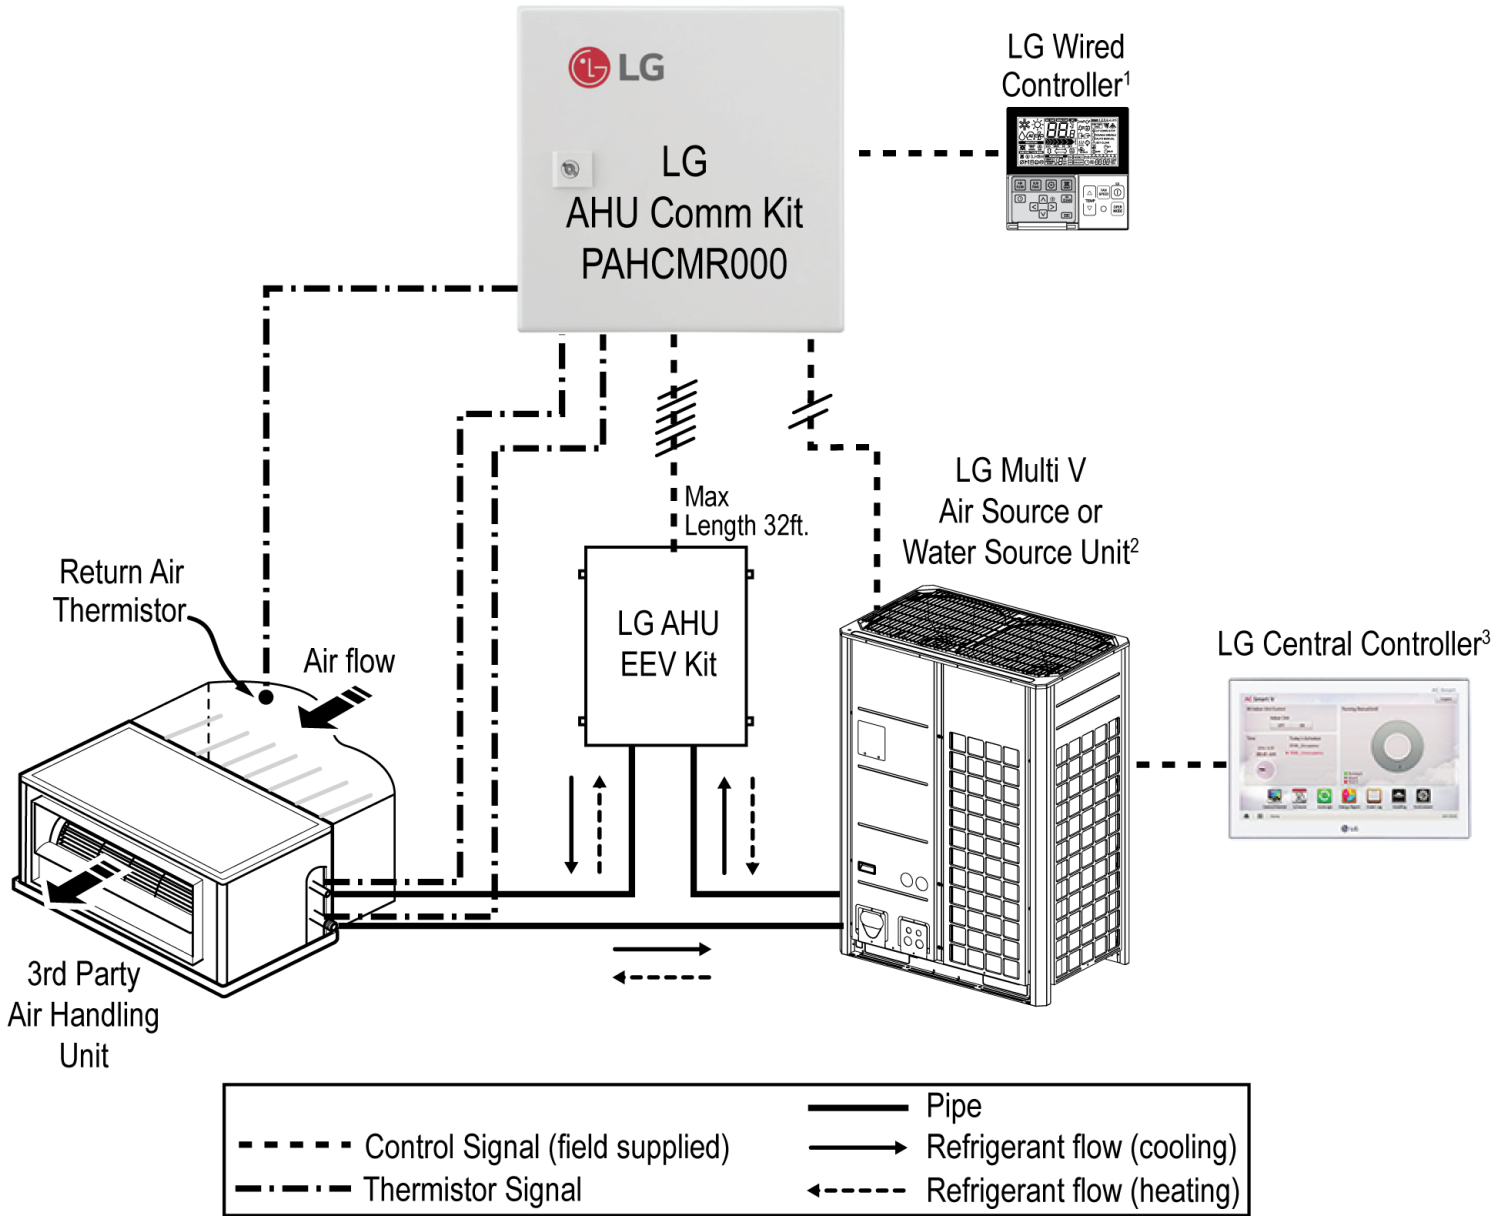 LG
LG
AHU Comm Kit
PAHCMR000
LG Wired
Controller¹
Max
Length 32ft.
LG Multi V
Air Source or
Water Source Unit²
Return Air
Thermistor
Air flow
LG AHU
EEV Kit
LG Central Controller³
3rd Party
Air Handling
Unit
Pipe
Control Signal (field supplied)
Refrigerant flow (cooling)
Thermistor Signal
Refrigerant flow (heating)